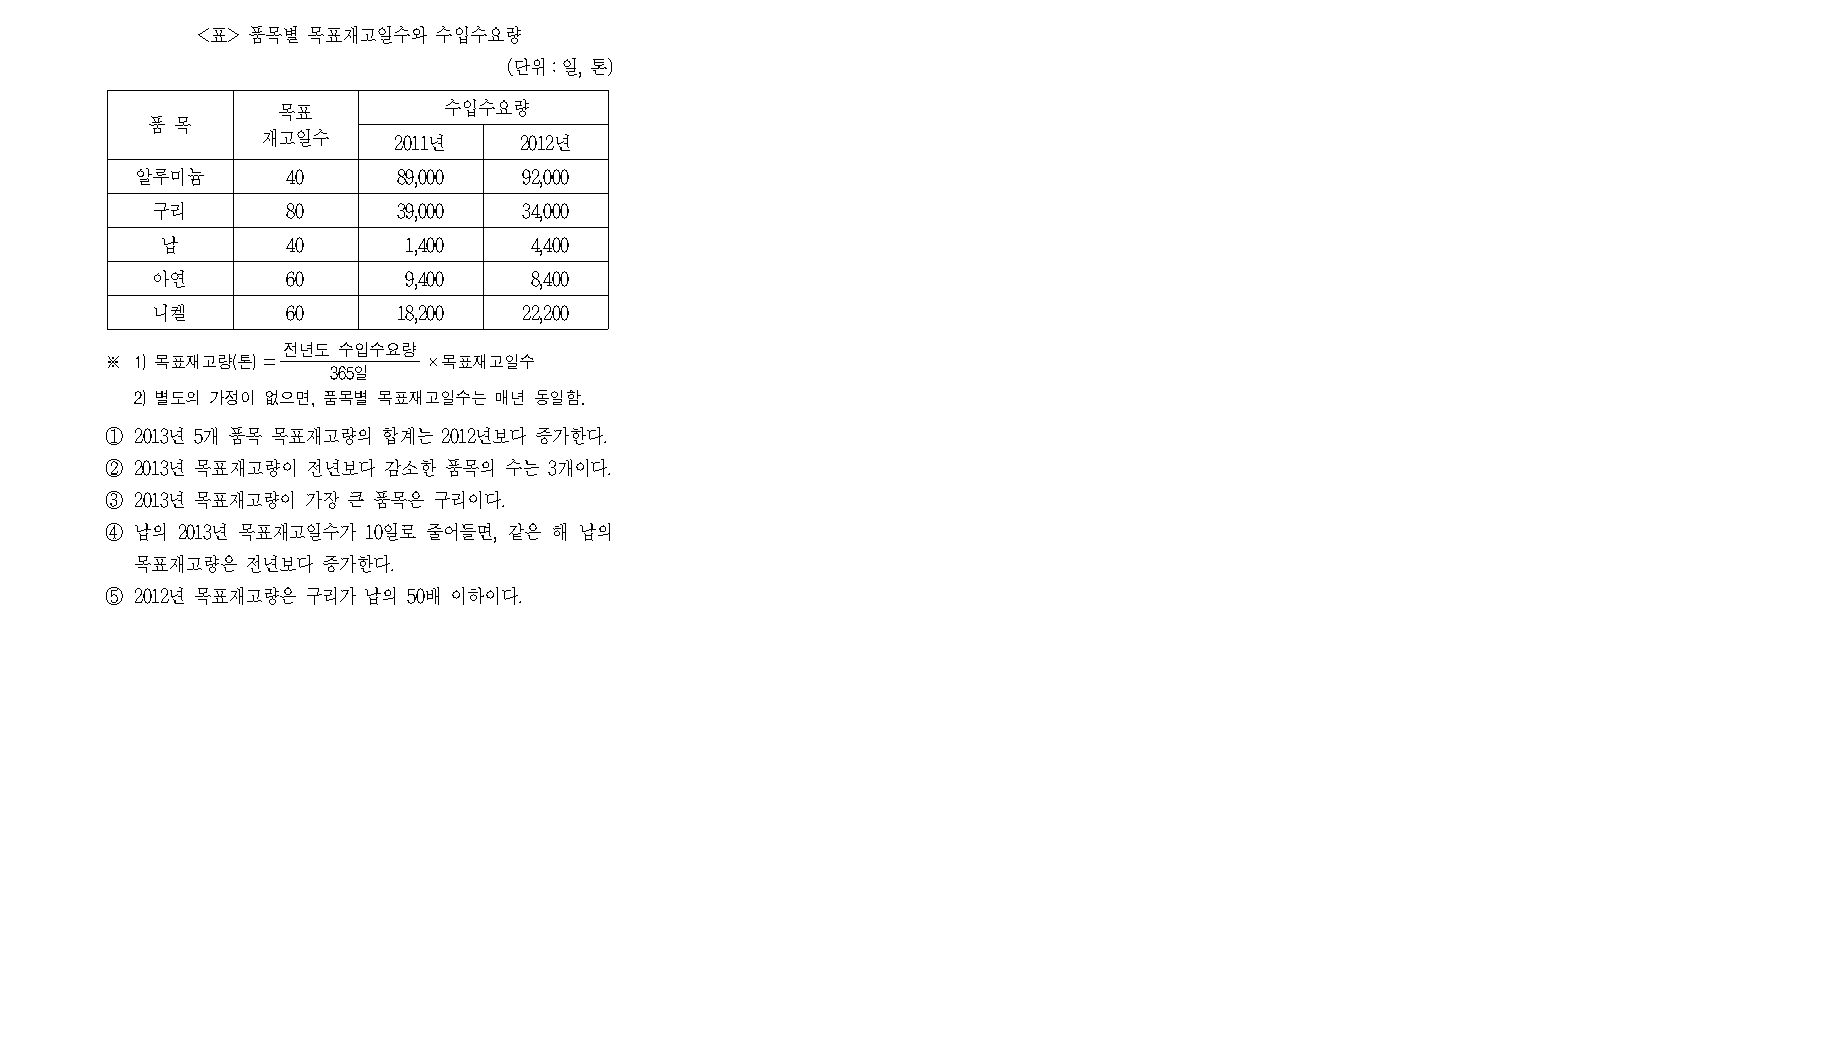 <표> 품목별 목표재고일수와 수입수요량
(단위 : 일, 톤)
품 목 목표 재고일수 수입수요량
2011년 2012년
알루미늄 40 89,000 92,000
구리 80 39,000 34,000
납 40 1,400 4,400
아연 60 9,400 8,400
니켈 60 18,200 22,200
※ 1) 목표재고량(톤) = 전년도 수입수요량 / 365일 × 목표재고일수
2) 별도의 가정이 없으면, 품목별 목표재고일수는 매년 동일함.
① 2013년 5개 품목 목표재고량의 합계는 2012년보다 증가한다.
② 2013년 목표재고량이 전년보다 감소한 품목의 수는 3개이다.
③ 2013년 목표재고량이 가장 큰 품목은 구리이다.
④ 납의 2013년 목표재고일수가 10일로 줄어들면, 같은 해 납의
목표재고량은 전년보다 증가한다.
⑤ 2012년 목표재고량은 구리가 납의 50배 이하이다.